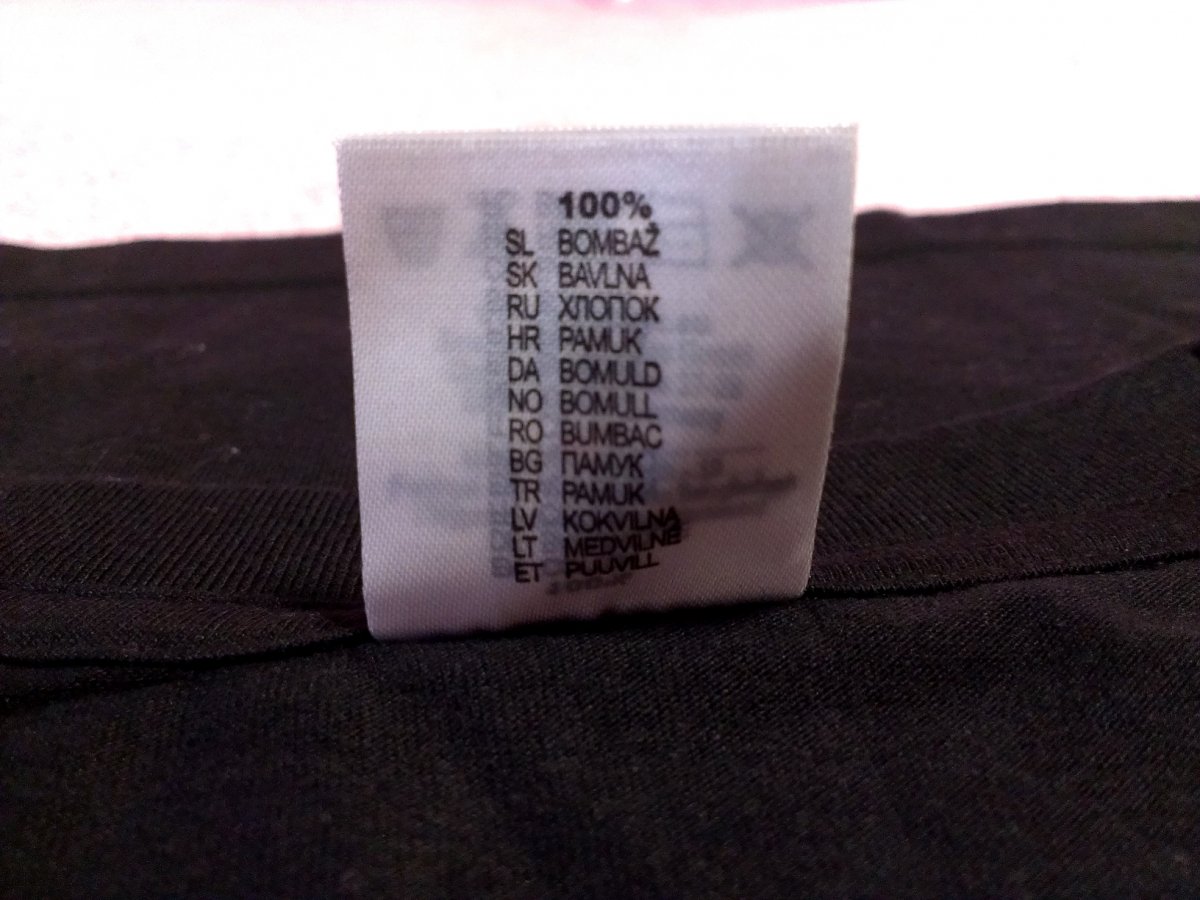 100%
SL BOMBAŽ
SK BAVLNA
RU ХЛОПОК
HR PAMUK
DA BOMULD
NO BOMULL
RO BUMBAC
BG ПАМУК
TR PAMUK
LV KOKVILNA
LT MEDVILNĖ
ET PUUVILL